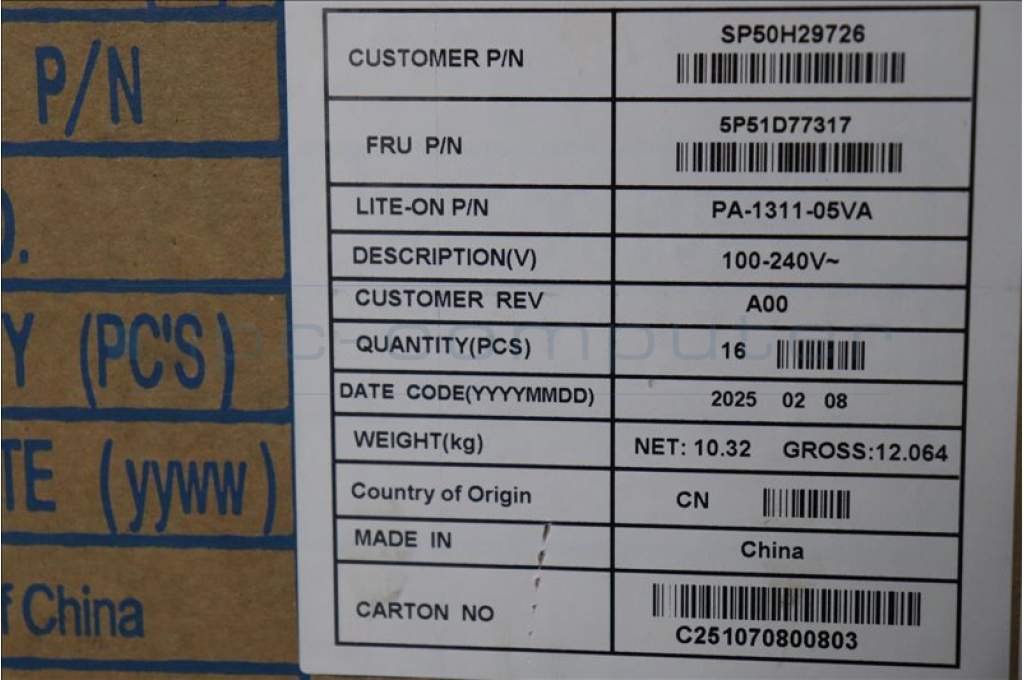 P/N
CUSTOMER P/N
SP50H29726
FRU P/N
5P51D77317
LITE-ON P/N
PA-1311-05VA
DESCRIPTION(V)
100-240V~
CUSTOMER REV
A00
(PC'S)
QUANTITY(PCS)
16
pc-computer
DATE CODE(YYYYMMDD)
2025 02 08
WEIGHT(kg)
NET: 10.32 GROSS:12.064
(yyww)
Country of Origin
CN
MADE IN
China
China
CARTON NO
C251070800803